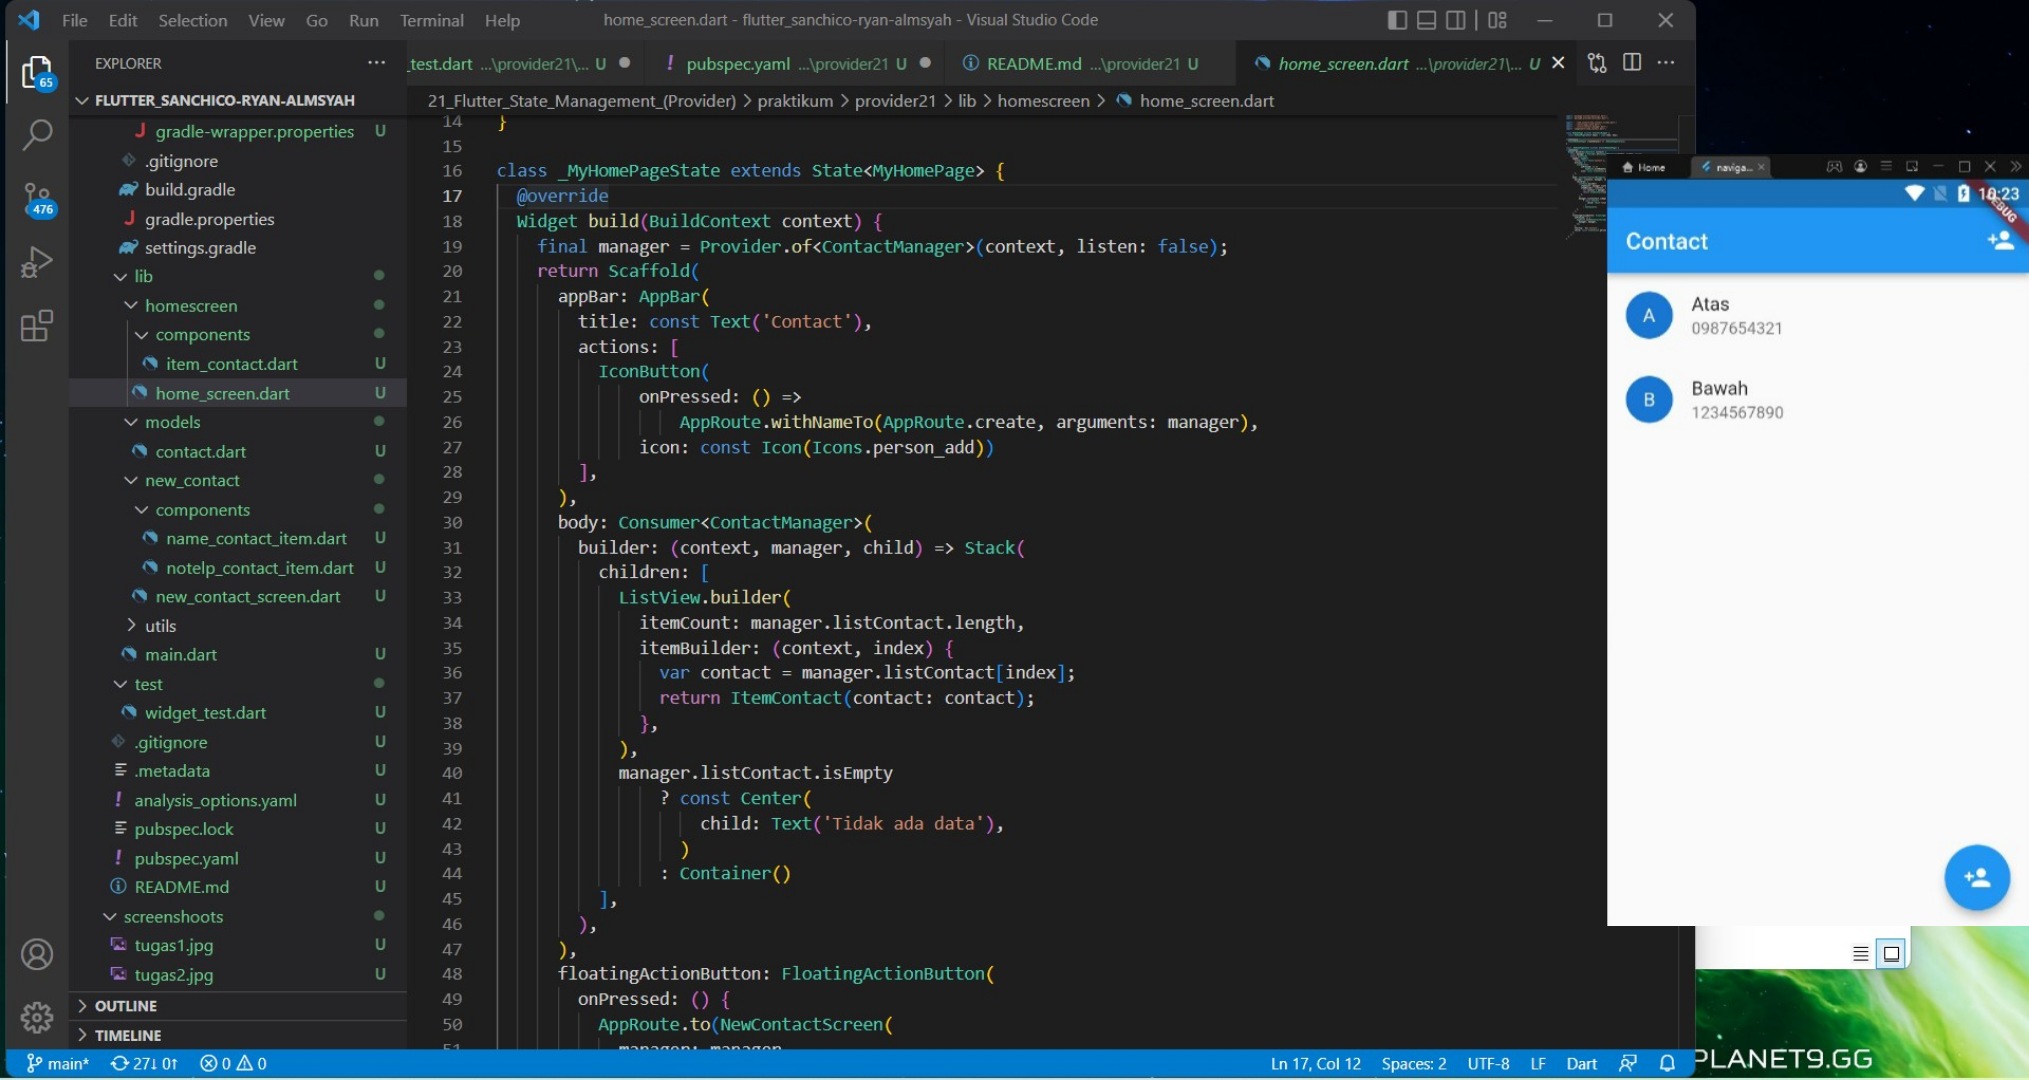 File Edit Selection View Go Run Terminal Help
home_screen.dart - flutter_sanchico-ryan-almsyah - Visual Studio Code
65
476
EXPLORER
FLUTTER_SANCHICO-RYAN-ALMSYAH
gradle-wrapper.properties U
.gitignore
build.gradle
gradle.properties
settings.gradle
lib
homescreen
components
item_contact.dart U
home_screen.dart U
models
contact.dart U
new_contact
components
name_contact_item.dart U
notelp_contact_item.dart U
new_contact_screen.dart U
utils
main.dart U
test
widget_test.dart U
.gitignore U
.metadata U
analysis_options.yaml U
pubspec.lock U
pubspec.yaml U
README.md U
screenshoots
tugas1.jpg U
tugas2.jpg U
OUTLINE
TIMELINE
_test.dart ...\provider21\... U
pubspec.yaml ...\provider21 U
README.md ...\provider21 U
home_screen.dart ...\provider21\... U
21_Flutter_State_Management_(Provider) > praktikum > provider21 > lib > homescreen > home_screen.dart
14 }
15
16 class _MyHomePageState extends State<MyHomePage> {
17 @override
18 Widget build(BuildContext context) {
19 final manager = Provider.of<ContactManager>(context, listen: false);
20 return Scaffold(
21 appBar: AppBar(
22 title: const Text('Contact'),
23 actions: [
24 IconButton(
25 onPressed: () =>
26 AppRoute.withNameTo(AppRoute.create, arguments: manager),
27 icon: const Icon(Icons.person_add))
28 ],
29 ),
30 body: Consumer<ContactManager>(
31 builder: (context, manager, child) => Stack(
32 children: [
33 ListView.builder(
34 itemCount: manager.listContact.length,
35 itemBuilder: (context, index) {
36 var contact = manager.listContact[index];
37 return ItemContact(contact: contact);
38 },
39 ),
40 manager.listContact.isEmpty
41 ? const Center(
42 child: Text('Tidak ada data'),
43 )
44 : Container()
45 ],
46 ),
47 ),
48 floatingActionButton: FloatingActionButton(
49 onPressed: () {
50 AppRoute.to(NewContactScreen(
51 manager: manager
main* 27↓ 0↑ 0 0
Ln 17, Col 12 Spaces: 2 UTF-8 LF Dart
Home
naviga...
10:23
DEBUG
Contact
A
Atas
0987654321
B
Bawah
1234567890
PLANET9.GG